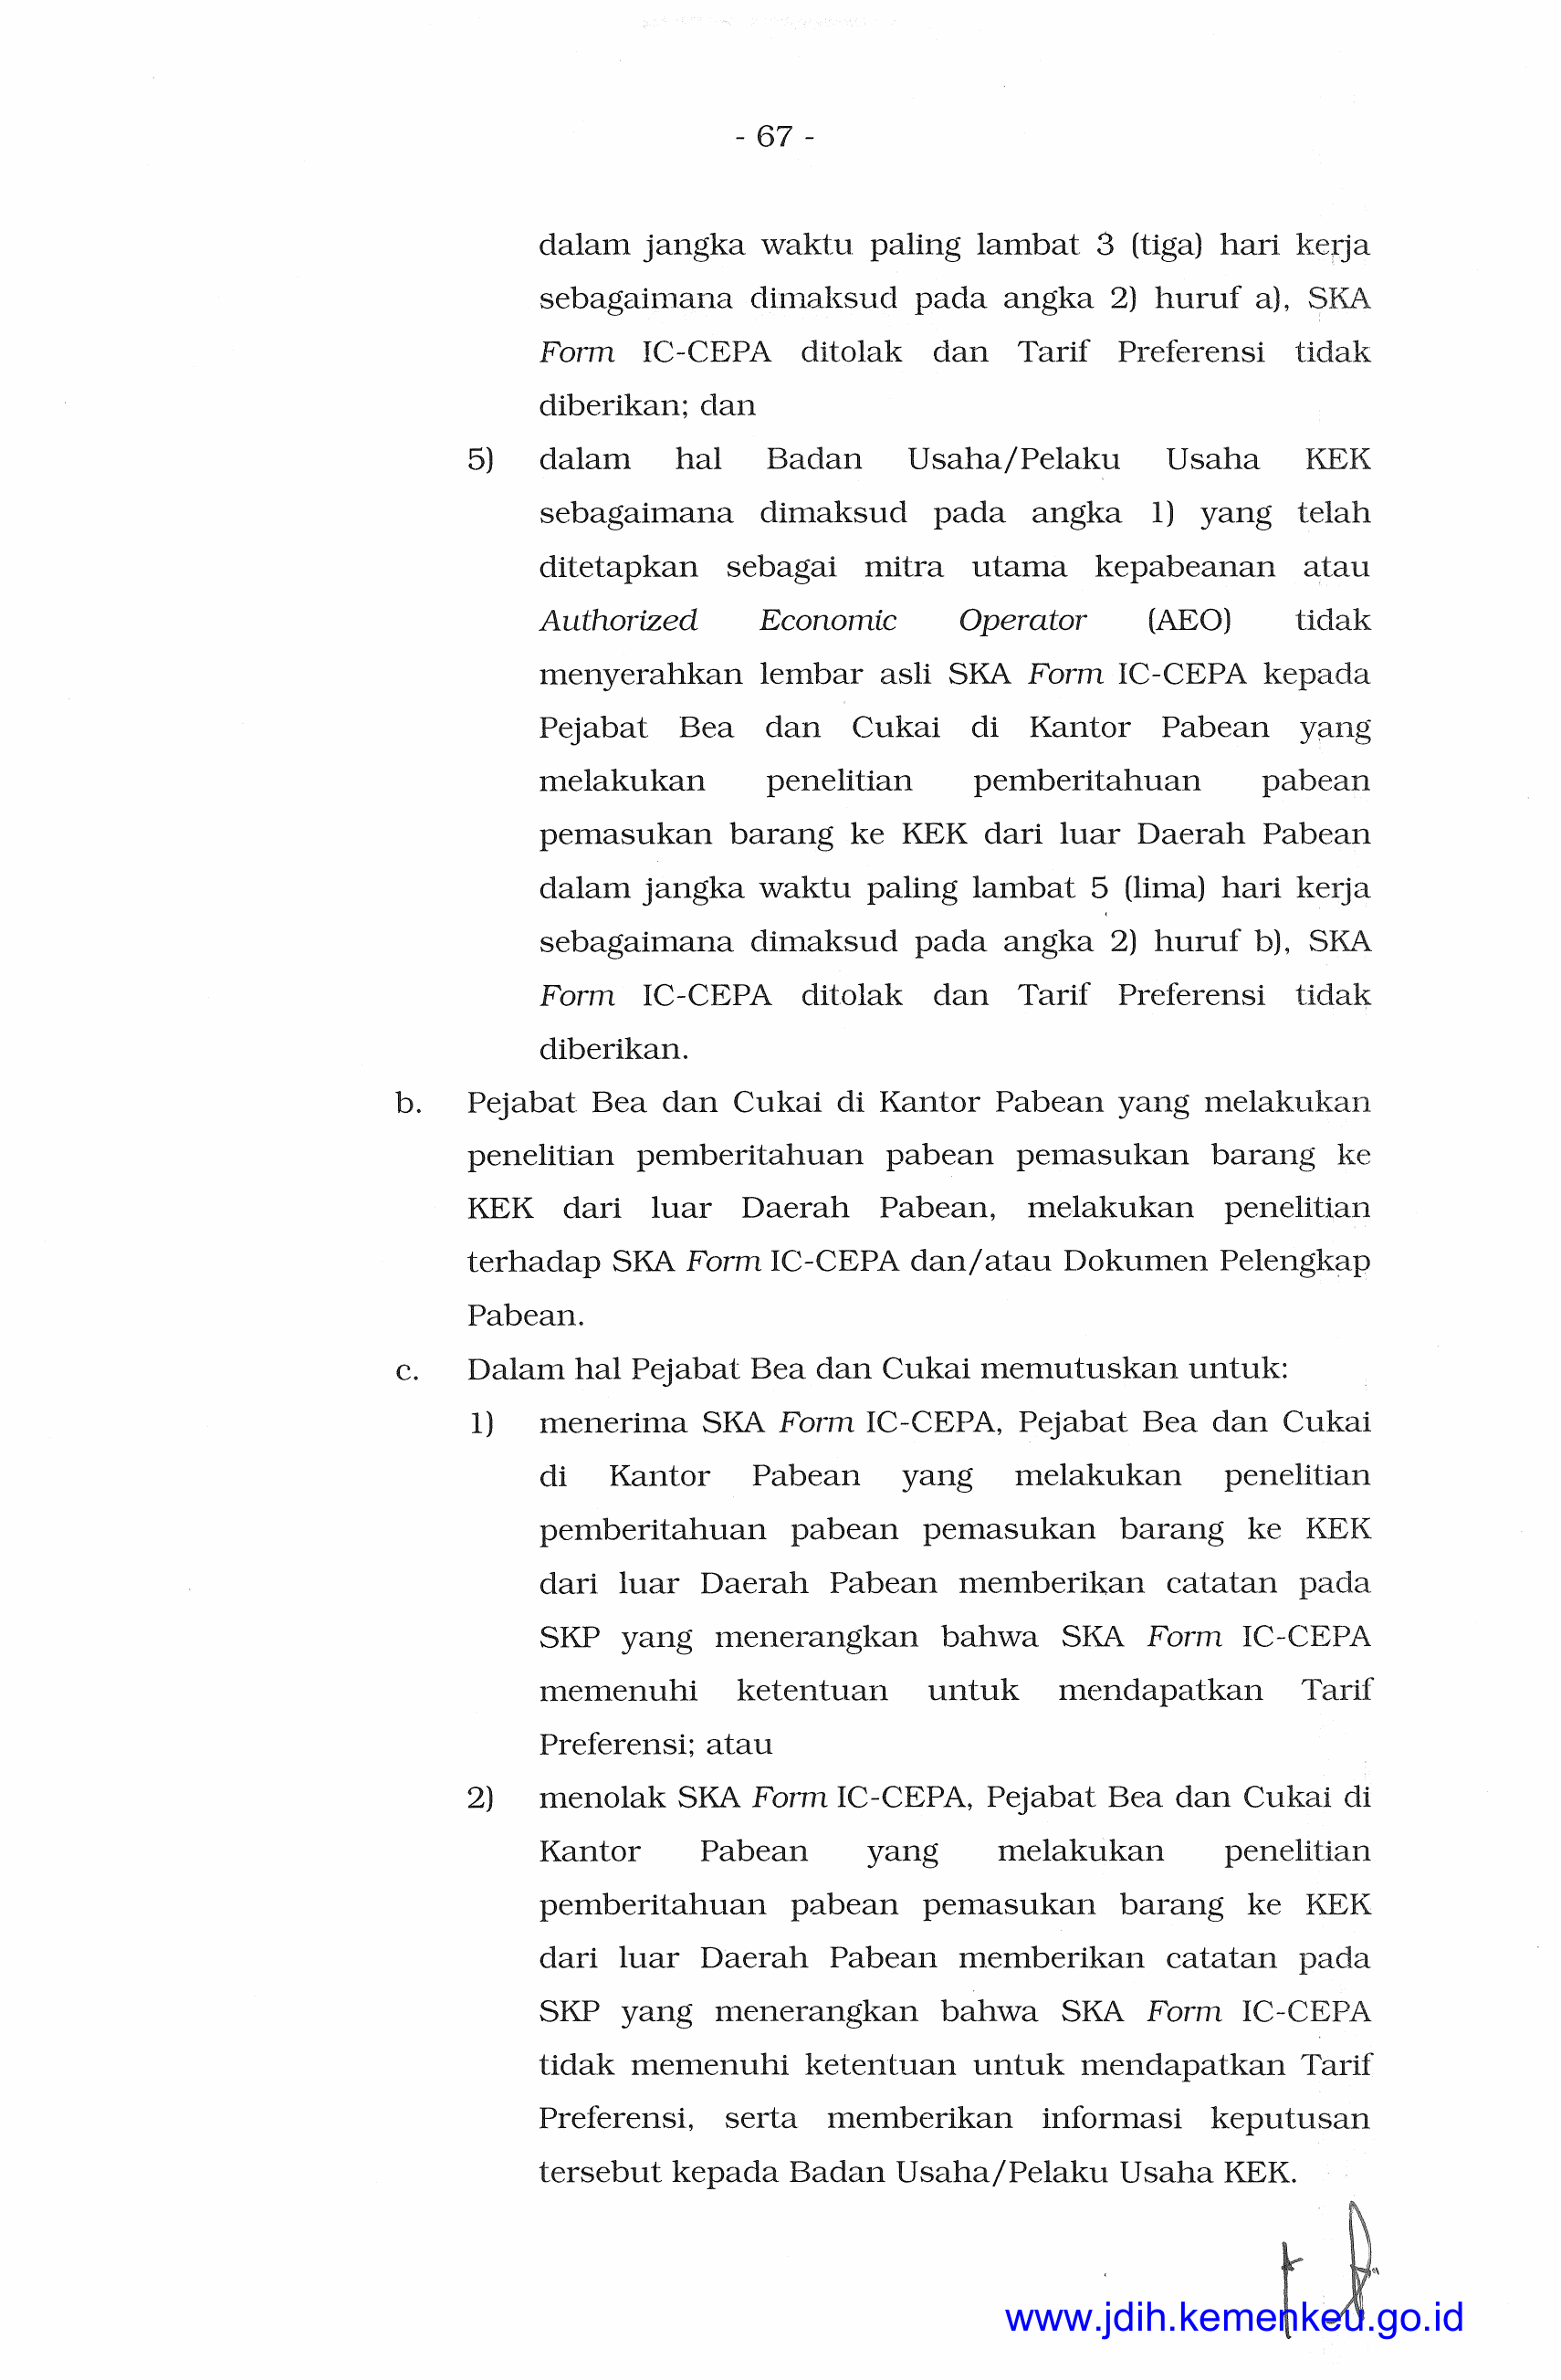 - 67 -
dalam jangka waktu paling lambat 3 (tiga) hari kerja
sebagaimana dimaksud pada angka 2) huruf a), SKA
Form IC-CEPA ditolak dan Tarif Preferensi tidak
diberikan; dan
5) dalam hal Badan Usaha/Pelaku Usaha KEK
sebagaimana dimaksud pada angka 1) yang telah
ditetapkan sebagai mitra utama kepabeanan atau
Authorized Economic Operator (AEO) tidak
menyerahkan lembar asli SKA Form IC-CEPA kepada
Pejabat Bea dan Cukai di Kantor Pabean yang
melakukan penelitian pemberitahuan pabean
pemasukan barang ke KEK dari luar Daerah Pabean
dalam jangka waktu paling lambat 5 (lima) hari kerja
sebagaimana dimaksud pada angka 2) huruf b), SKA
Form IC-CEPA ditolak dan Tarif Preferensi tidak
diberikan.
b. Pejabat Bea dan Cukai di Kantor Pabean yang melakukan
penelitian pemberitahuan pabean pemasukan barang ke
KEK dari luar Daerah Pabean, melakukan penelitian
terhadap SKA Form IC-CEPA dan/atau Dokumen Pelengkap
Pabean.
c. Dalam hal Pejabat Bea dan Cukai memutuskan untuk:
1) menerima SKA Form IC-CEPA, Pejabat Bea dan Cukai
di Kantor Pabean yang melakukan penelitian
pemberitahuan pabean pemasukan barang ke KEK
dari luar Daerah Pabean memberikan catatan pada
SKP yang menerangkan bahwa SKA Form IC-CEPA
memenuhi ketentuan untuk mendapatkan Tarif
Preferensi; atau
2) menolak SKA Form IC-CEPA, Pejabat Bea dan Cukai di
Kantor Pabean yang melakukan penelitian
pemberitahuan pabean pemasukan barang ke KEK
dari luar Daerah Pabean memberikan catatan pada
SKP yang menerangkan bahwa SKA Form IC-CEPA
tidak memenuhi ketentuan untuk mendapatkan Tarif
Preferensi, serta memberikan informasi keputusan
tersebut kepada Badan Usaha/Pelaku Usaha KEK.
www.jdih.kemenkeu.go.id